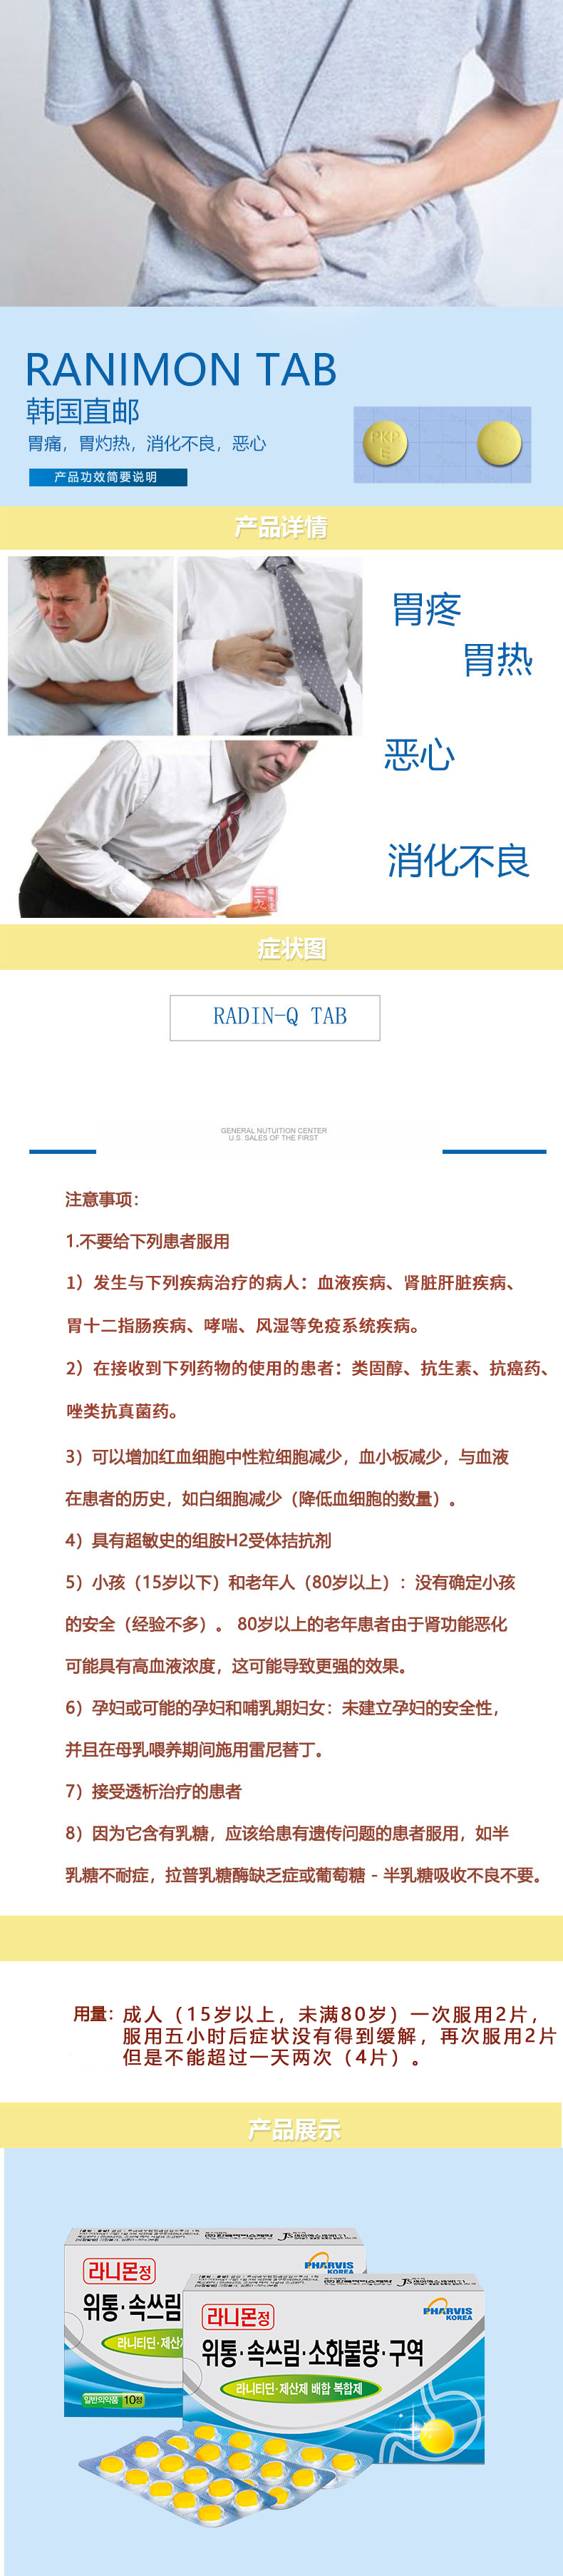 RANIMON TAB
韩国直邮
胃痛，胃灼热，消化不良，恶心
产品功效简要说明
PKP
E
产品详情
胃疼
胃热
恶心
消化不良
三九
症状图
RADIN-Q TAB
GENERAL NUTUITION CENTER
U.S. SALES OF THE FIRST
注意事项：
1.不要给下列患者服用
1）发生与下列疾病治疗的病人：血液疾病、肾脏肝脏疾病、
胃十二指肠疾病、哮喘、风湿等免疫系统疾病。
2）在接收到下列药物的使用的患者：类固醇、抗生素、抗癌药、
唑类抗真菌药。
3）可以增加红血细胞中性粒细胞减少，血小板减少，与血液
在患者的历史，如白细胞减少（降低血细胞的数量）。
4）具有超敏史的组胺H2受体拮抗剂
5）小孩（15岁以下）和老年人（80岁以上）：没有确定小孩
的安全（经验不多）。 80岁以上的老年患者由于肾功能恶化
可能具有高血液浓度，这可能导致更强的效果。
6）孕妇或可能的孕妇和哺乳期妇女：未建立孕妇的安全性，
并且在母乳喂养期间施用雷尼替丁。
7）接受透析治疗的患者
8）因为它含有乳糖，应该给患有遗传问题的患者服用，如半
乳糖不耐症，拉普乳糖酶缺乏症或葡萄糖 - 半乳糖吸收不良不要。
用量：成人（15岁以上，未满80岁）一次服用2片，
服用五小时后症状没有得到缓解，再次服用2片
但是不能超过一天两次（4片）。
产品展示
PHARVIS
KOREA
라니몬정
위통·속쓰림
라니티딘·제산
일반의약품 10정
PHARVIS
KOREA
라니몬정
위통·속쓰림·소화불량·구역
라니티딘·제산제 배합 복합제